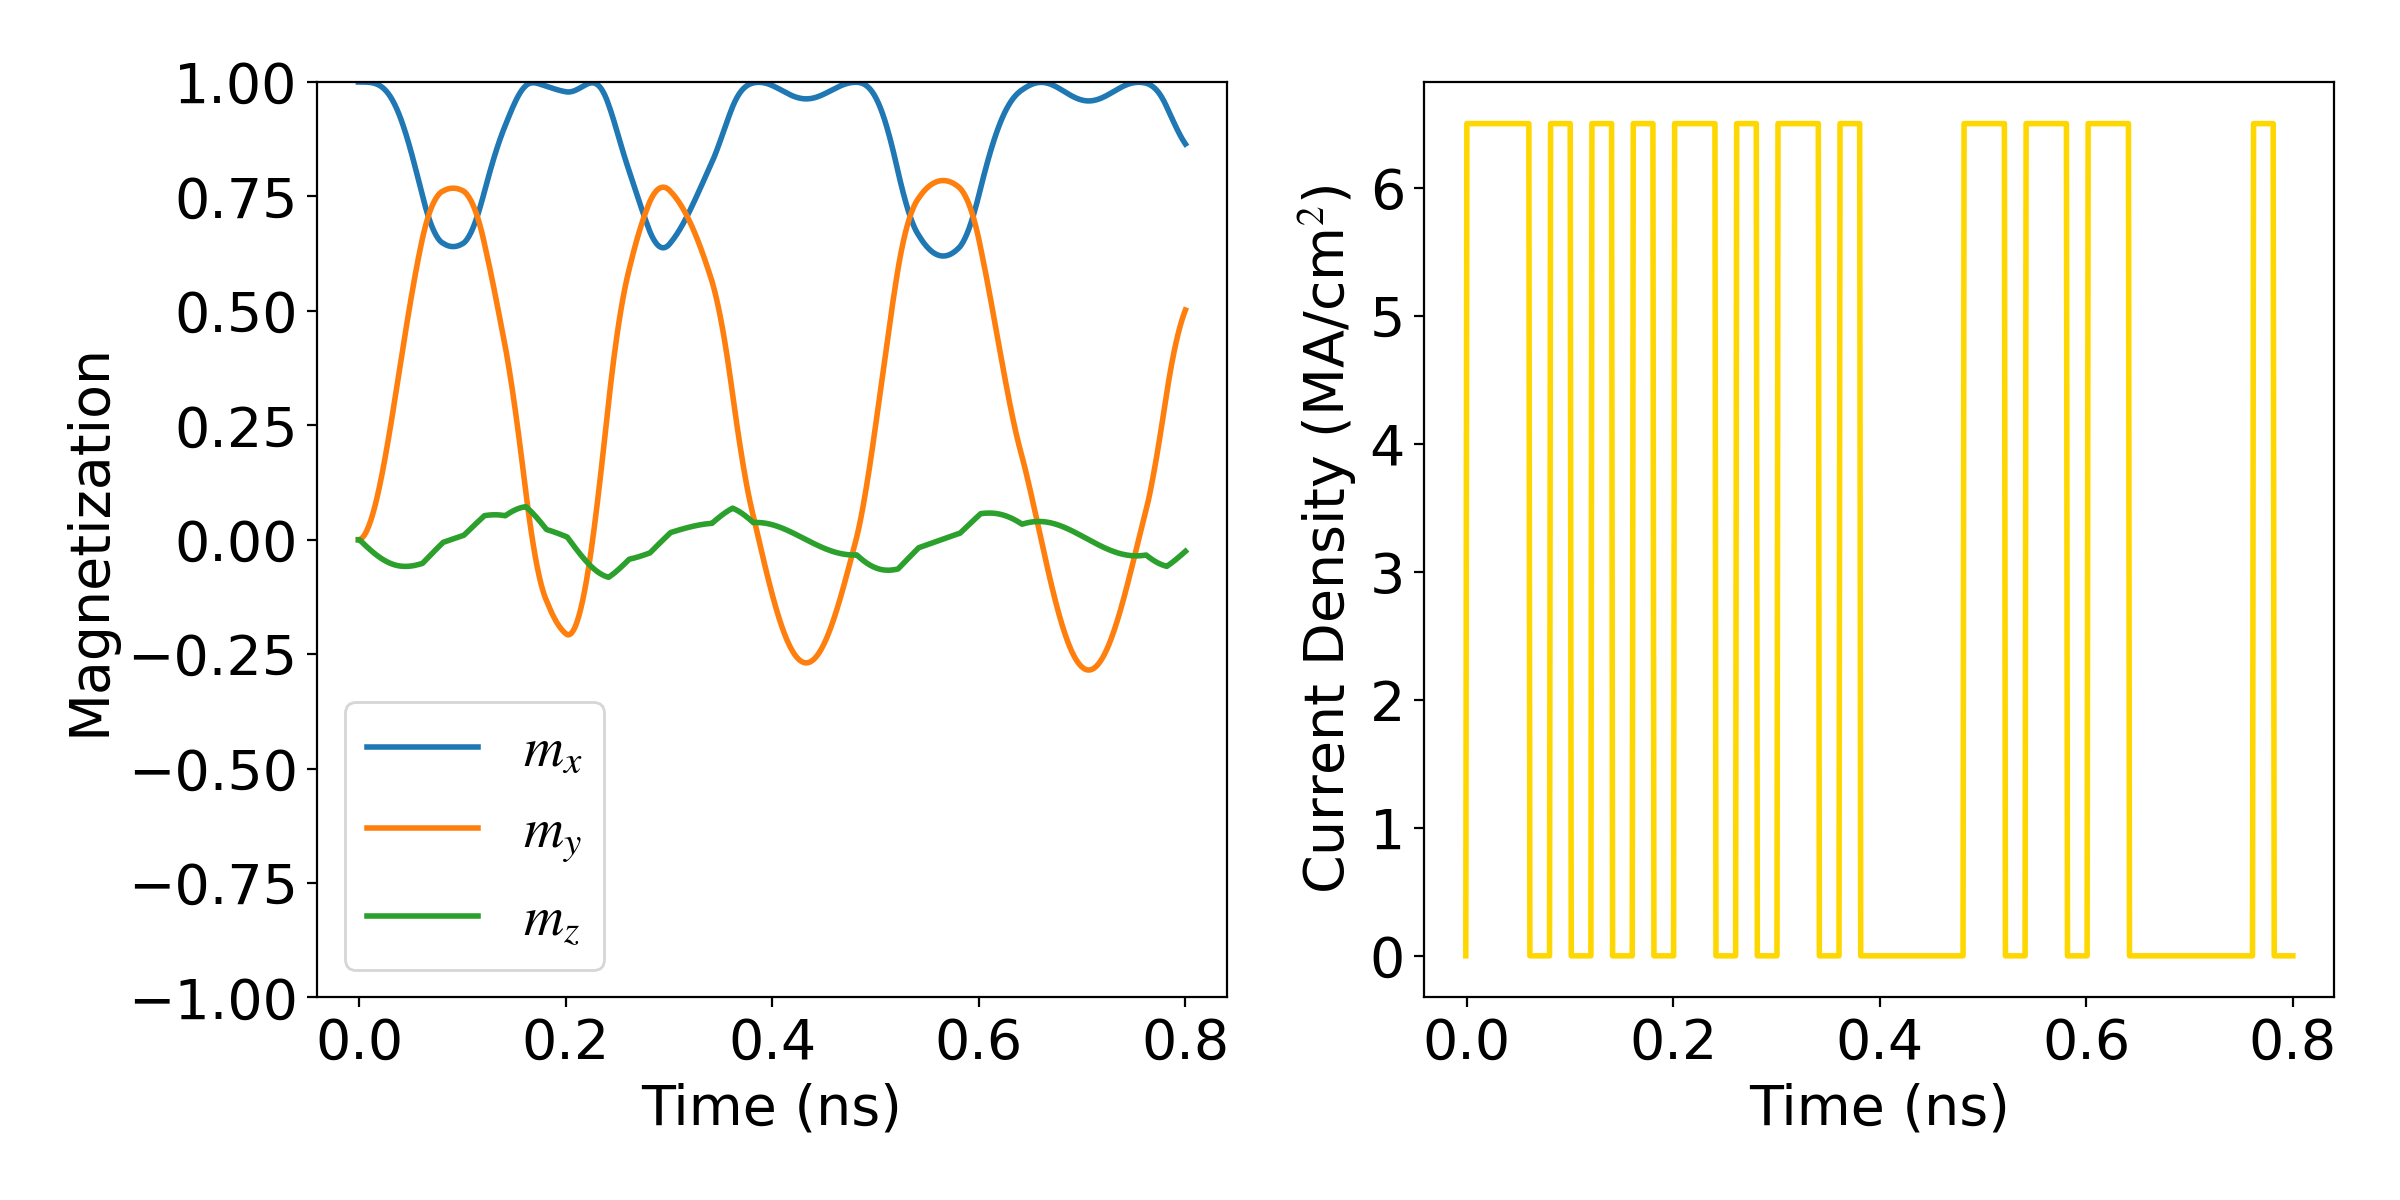 1.00
0.75
0.50
0.25
0.00
−0.25
−0.50
−0.75
−1.00
Magnetization
m_x
m_y
m_z
0.0 0.2 0.4 0.6 0.8
Time (ns)
6
5
4
3
2
1
0
Current Density (MA/cm²)
0.0 0.2 0.4 0.6 0.8
Time (ns)